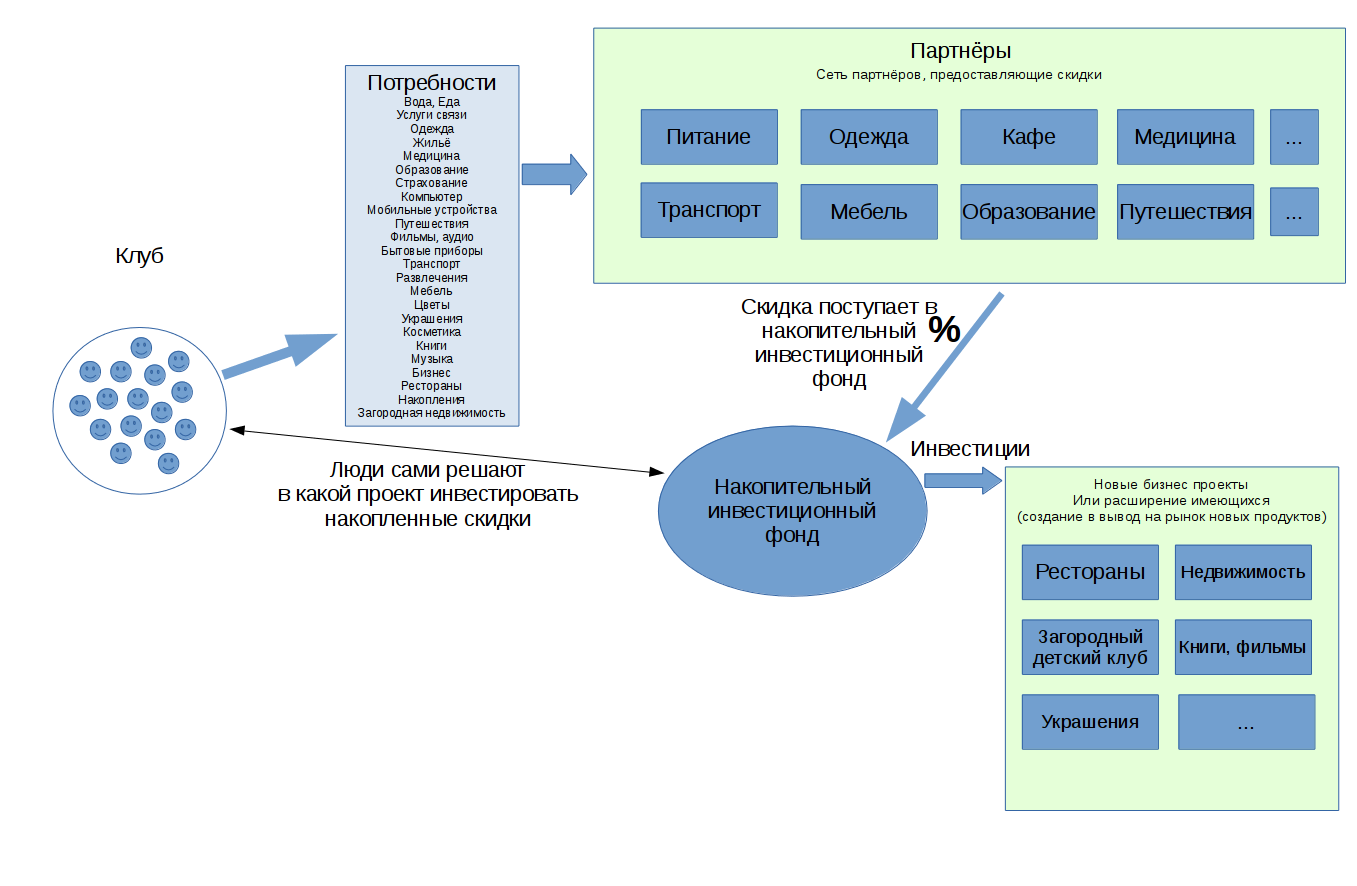 Клуб
Потребности
Вода, Еда
Услуги связи
Одежда
Жильё
Медицина
Образование
Страхование
Компьютер
Мобильные устройства
Путешествия
Фильмы, аудио
Бытовые приборы
Транспорт
Развлечения
Мебель
Цветы
Украшения
Косметика
Книги
Музыка
Бизнес
Рестораны
Накопления
Загородная недвижимость
Партнёры
Сеть партнёров, предоставляющие скидки
Питание
Одежда
Кафе
Медицина
...
Транспорт
Мебель
Образование
Путешествия
...
Скидка поступает в
накопительный
инвестиционный
фонд
%
Люди сами решают
в какой проект инвестировать
накопленные скидки
Накопительный
инвестиционный
фонд
Инвестиции
Новые бизнес проекты
Или расширение имеющихся
(создание в вывод на рынок новых продуктов)
Рестораны
Недвижимость
Загородный
детский клуб
Книги, фильмы
Украшения
...